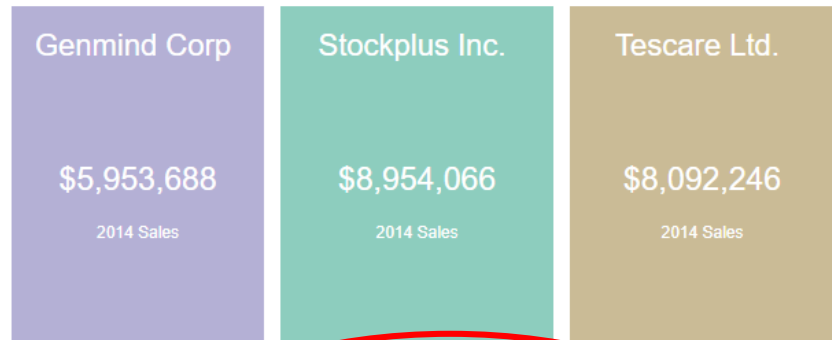 Genmind Corp
$5,953,688
2014 Sales
Stockplus Inc.
$8,954,066
2014 Sales
Tescare Ltd.
$8,092,246
2014 Sales